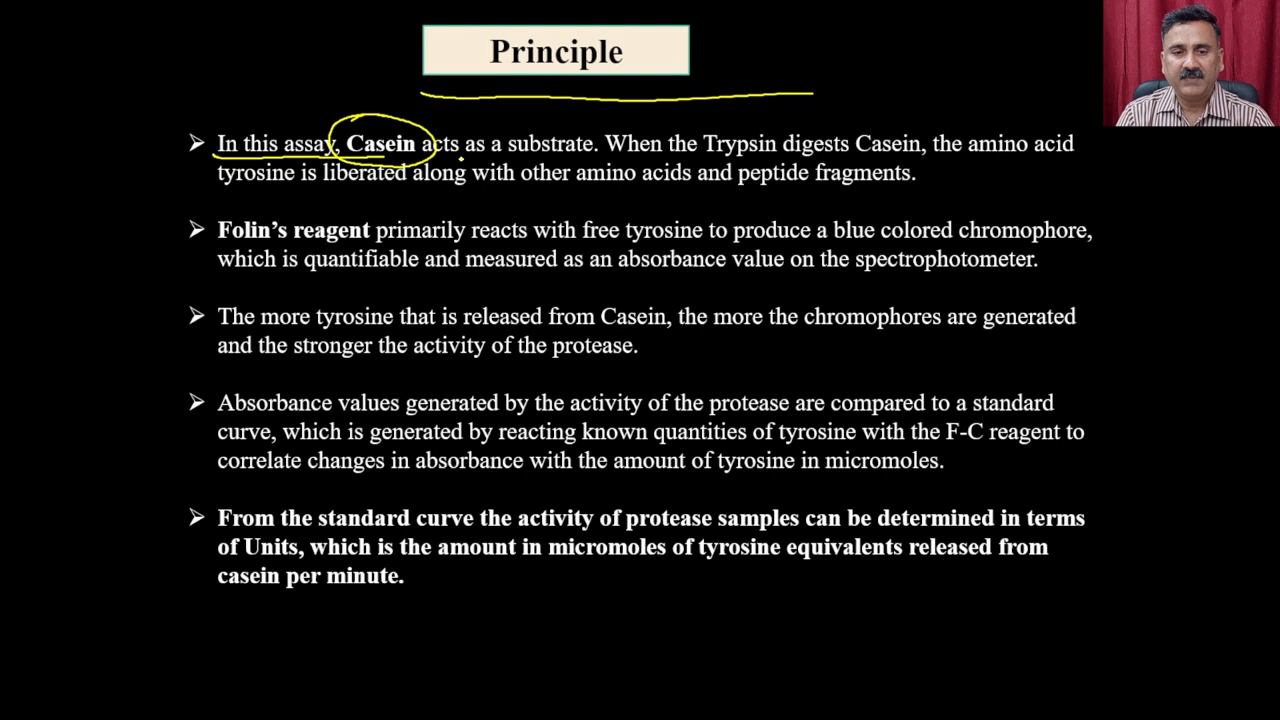 Principle
➢ In this assay, Casein acts as a substrate. When the Trypsin digests Casein, the amino acid
tyrosine is liberated along with other amino acids and peptide fragments.
➢ Folin’s reagent primarily reacts with free tyrosine to produce a blue colored chromophore,
which is quantifiable and measured as an absorbance value on the spectrophotometer.
➢ The more tyrosine that is released from Casein, the more the chromophores are generated
and the stronger the activity of the protease.
➢ Absorbance values generated by the activity of the protease are compared to a standard
curve, which is generated by reacting known quantities of tyrosine with the F-C reagent to
correlate changes in absorbance with the amount of tyrosine in micromoles.
➢ From the standard curve the activity of protease samples can be determined in terms
of Units, which is the amount in micromoles of tyrosine equivalents released from
casein per minute.